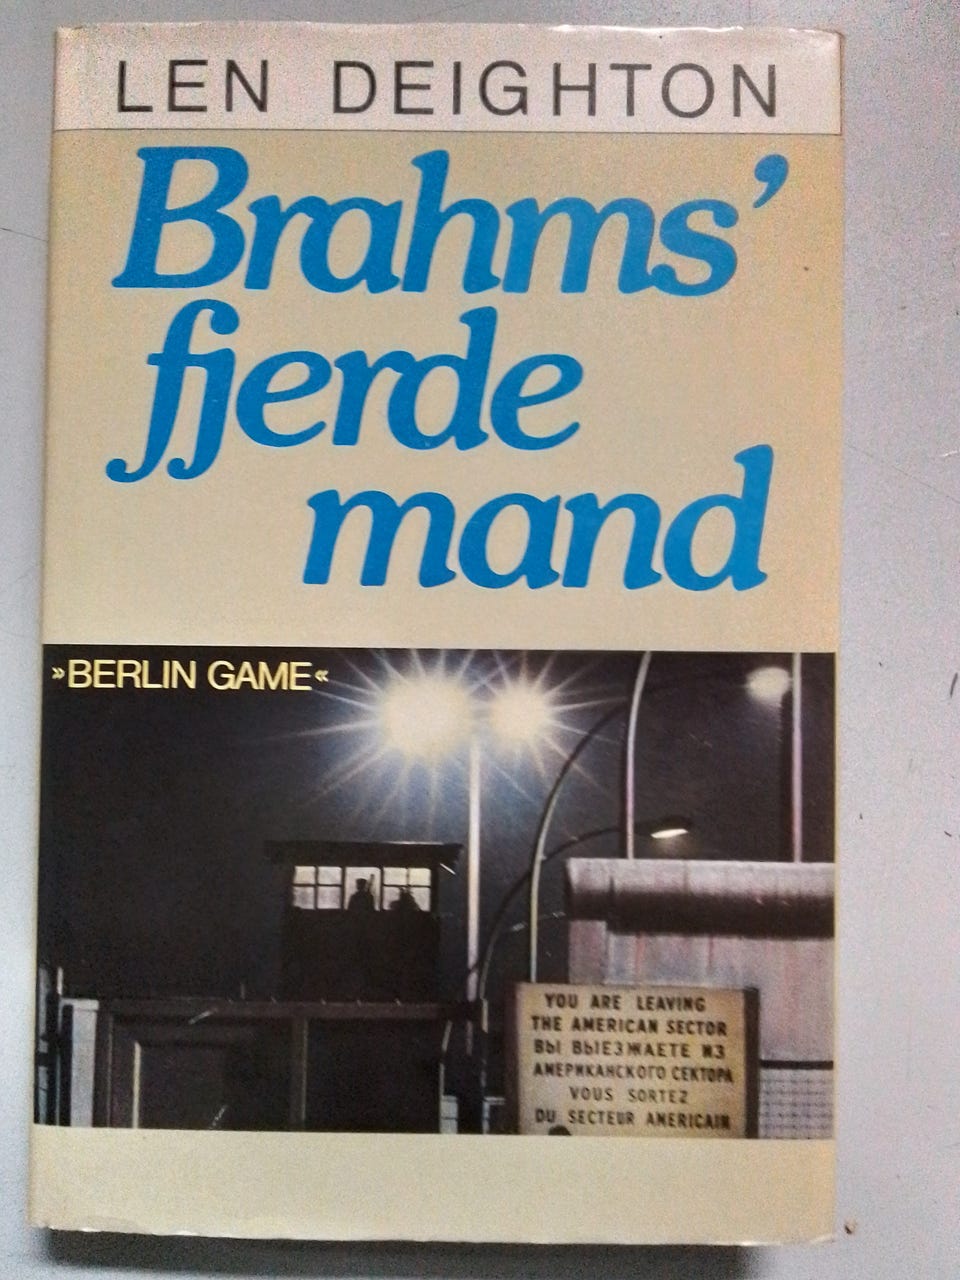 LEN DEIGHTON
Brahms’
fjerde
mand
»BERLIN GAME«
YOU ARE LEAVING
THE AMERICAN SECTOR
ВЫ ВЫЕЗЖАЕТЕ ИЗ
АМЕРИКАНСКОГО СЕКТОРА
VOUS SORTEZ
DU SECTEUR AMERICAIN